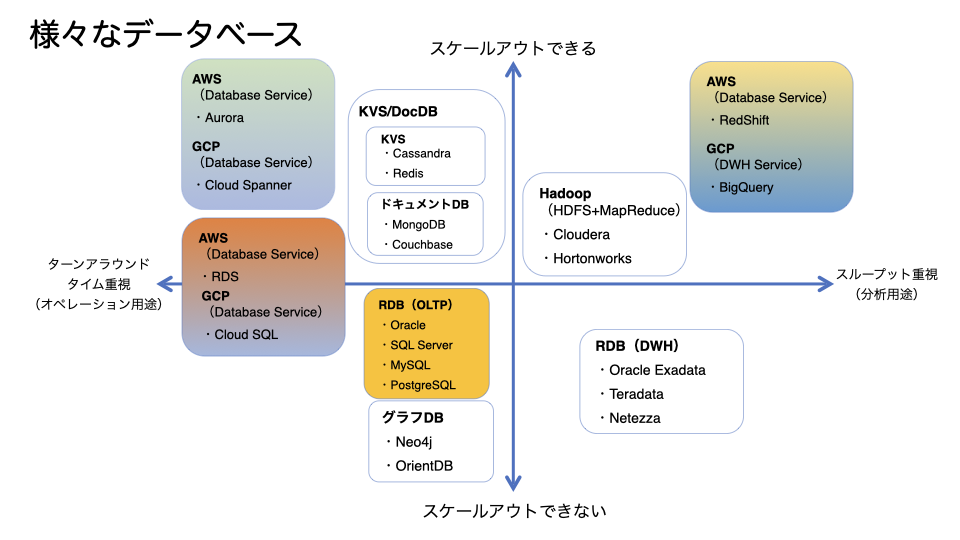 様々なデータベース
スケールアウトできる
AWS
（Database Service）
・Aurora
GCP
（Database Service）
・Cloud Spanner
KVS/DocDB
KVS
・Cassandra
・Redis
ドキュメントDB
・MongoDB
・Couchbase
Hadoop
（HDFS+MapReduce）
・Cloudera
・Hortonworks
AWS
（Database Service）
・RedShift
GCP
（DWH Service）
・BigQuery
ターンアラウンド
タイム重視
（オペレーション用途）
AWS
（Database Service）
・RDS
GCP
（Database Service）
・Cloud SQL
スループット重視
（分析用途）
RDB（OLTP）
・Oracle
・SQL Server
・MySQL
・PostgreSQL
グラフDB
・Neo4j
・OrientDB
RDB（DWH）
・Oracle Exadata
・Teradata
・Netezza
スケールアウトできない